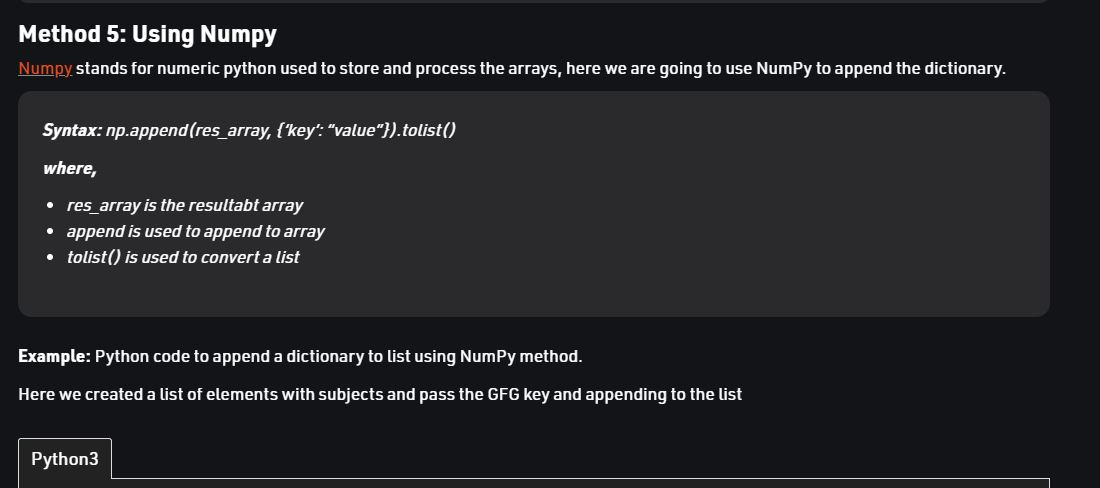 Method 5: Using Numpy
Numpy stands for numeric python used to store and process the arrays, here we are going to use NumPy to append the dictionary.
Syntax: np.append(res_array, {‘key’: “value”}).tolist()
where,
• res_array is the resultabt array
• append is used to append to array
• tolist() is used to convert a list
Example: Python code to append a dictionary to list using NumPy method.
Here we created a list of elements with subjects and pass the GFG key and appending to the list
Python3